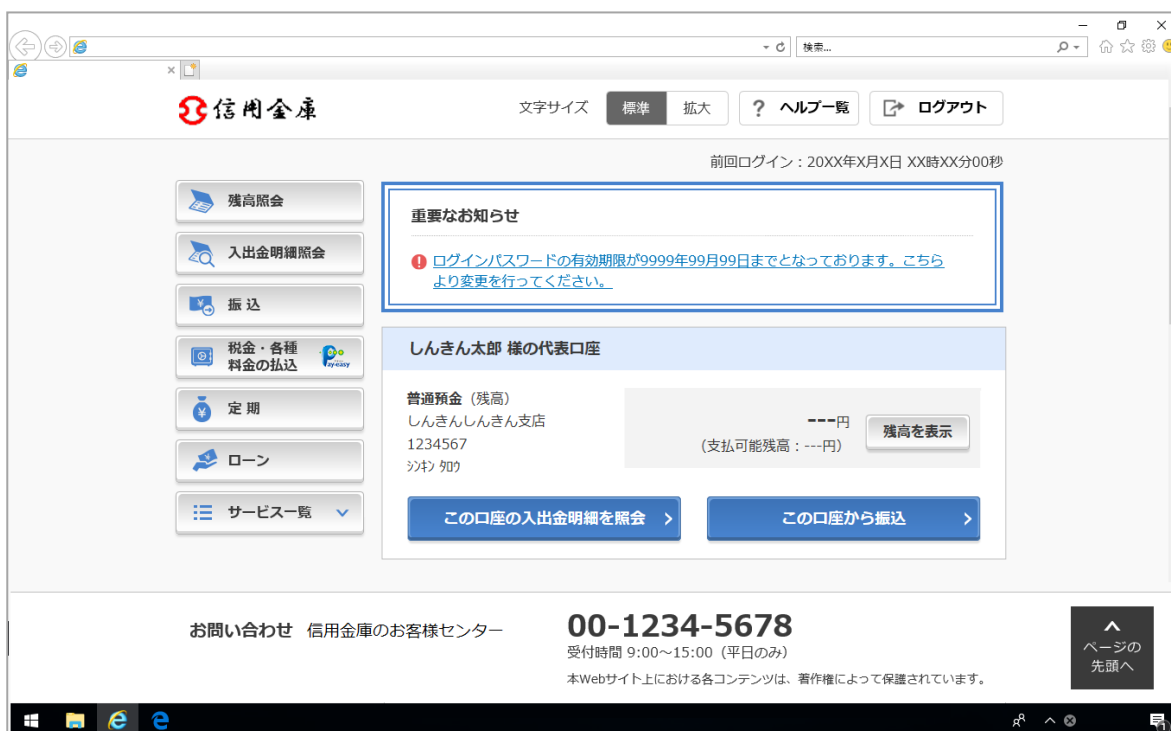 検索...
信用金庫
文字サイズ 標準 拡大 ? ヘルプ一覧 ログアウト
前回ログイン：20XX年X月X日 XX時XX分00秒
残高照会
入出金明細照会
振込
税金・各種
料金の払込
Pay-easy
定期
ローン
サービス一覧
重要なお知らせ
ログインパスワードの有効期限が9999年99月99日までとなっております。こちら
より変更を行ってください。
しんきん太郎 様の代表口座
普通預金（残高）
しんきんしんきん支店
1234567
ｼﾝｷﾝ ﾀﾛｳ
---円
（支払可能残高：---円）
残高を表示
この口座の入出金明細を照会
この口座から振込
お問い合わせ 信用金庫のお客様センター
00-1234-5678
受付時間 9:00～15:00（平日のみ）
本Webサイト上における各コンテンツは、著作権によって保護されています。
ページの
先頭へ